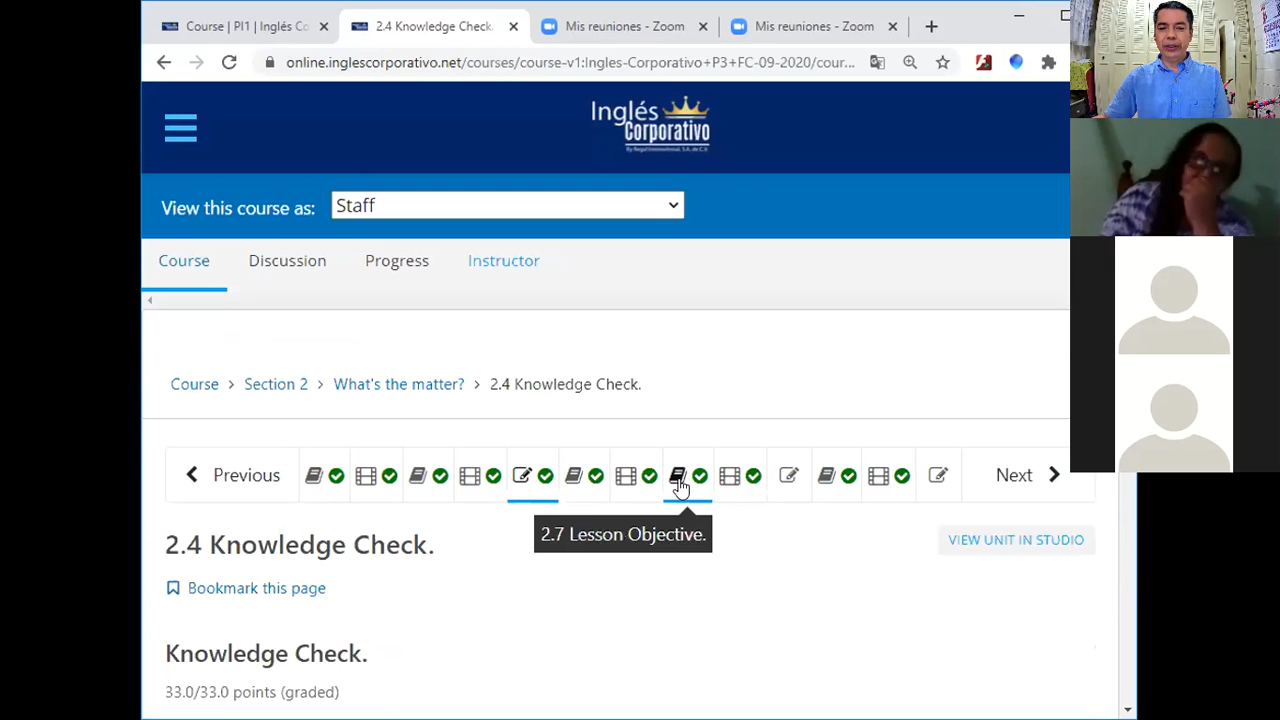 Course | PI1 | Inglés Co
2.4 Knowledge Check.
Mis reuniones - Zoom
Mis reuniones - Zoom
online.inglescorporativo.net/courses/course-v1:Ingles-Corporativo+P3+FC-09-2020/cour...
Inglés
Corporativo
View this course as:
Staff
Course
Discussion
Progress
Instructor
Course > Section 2 > What's the matter? > 2.4 Knowledge Check.
Previous
Next
2.7 Lesson Objective.
2.4 Knowledge Check.
VIEW UNIT IN STUDIO
Bookmark this page
Knowledge Check.
33.0/33.0 points (graded)